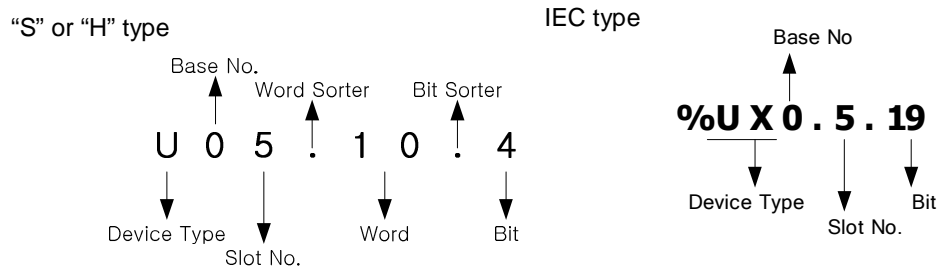 “S” or “H” type
Base No.
Word Sorter
Bit Sorter
U 0 5 . 1 0 . 4
Device Type
Slot No.
Word
Bit
IEC type
Base No
%U X 0 . 5 . 19
Device Type
Slot No.
Bit